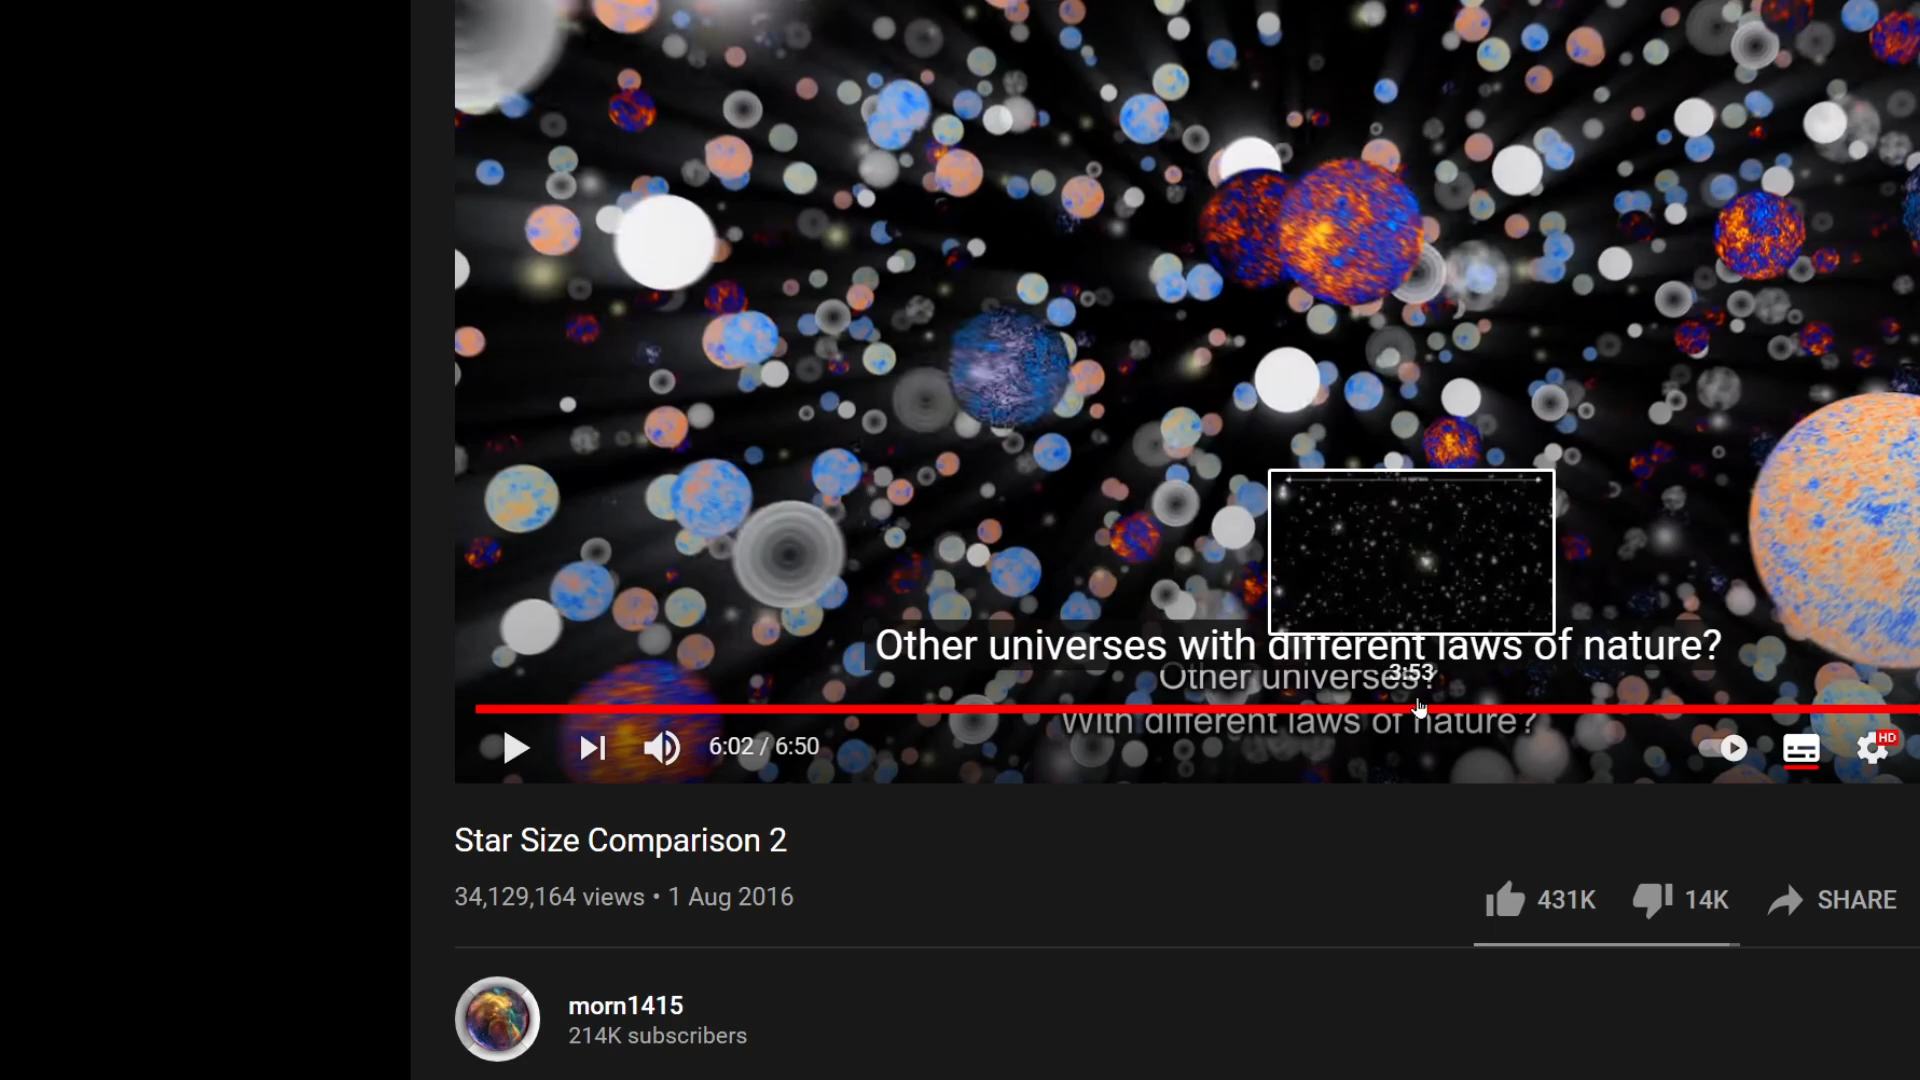 Other universes with different laws of nature?
Other universes?
3:53
With different laws of nature?
6:02 / 6:50
HD
Star Size Comparison 2
34,129,164 views • 1 Aug 2016
431K
14K
SHARE
morn1415
214K subscribers